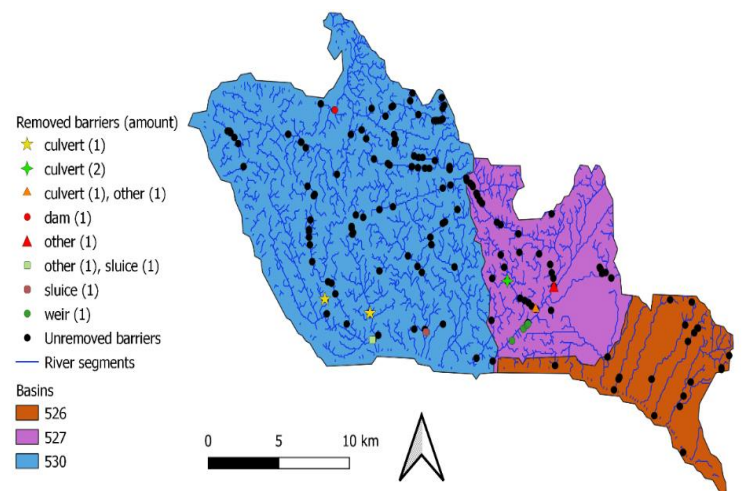 Removed barriers (amount)
culvert (1)
culvert (2)
culvert (1), other (1)
dam (1)
other (1)
other (1), sluice (1)
sluice (1)
weir (1)
Unremoved barriers
River segments
Basins
526
527
530
0 5 10 km